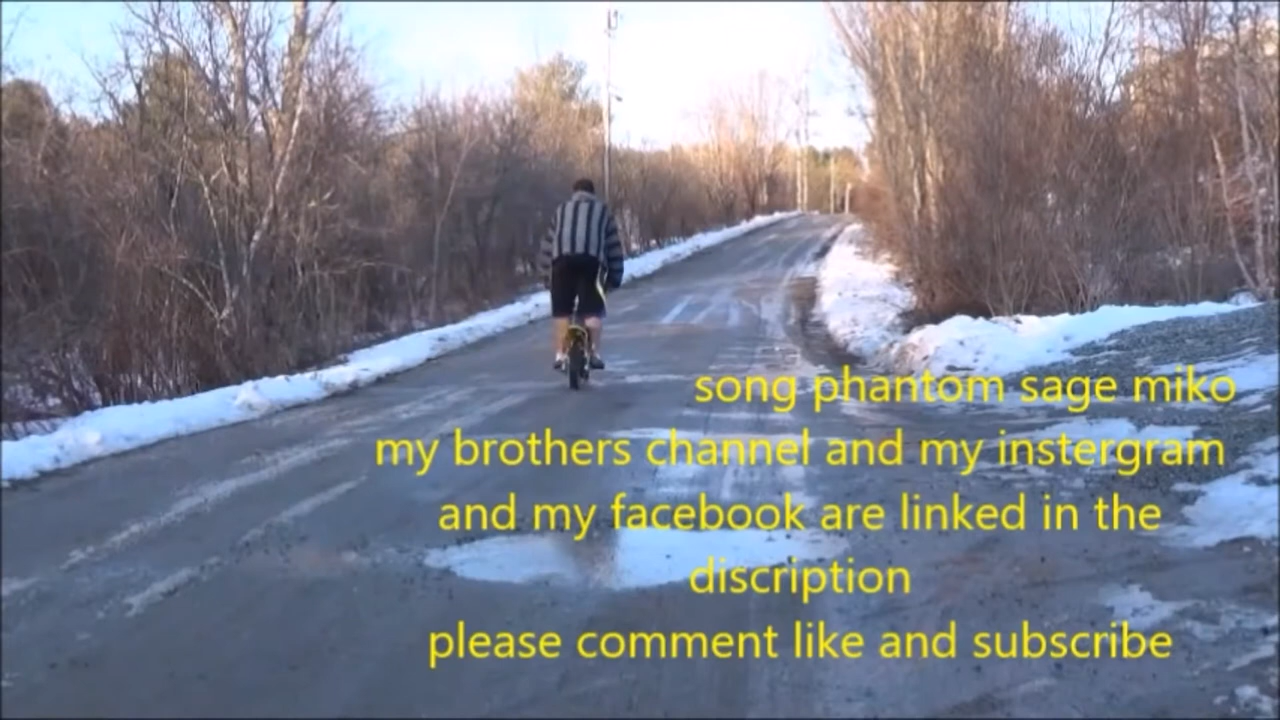 song phantom sage miko
my brothers channel and my instergram
and my facebook are linked in the
discription
please comment like and subscribe